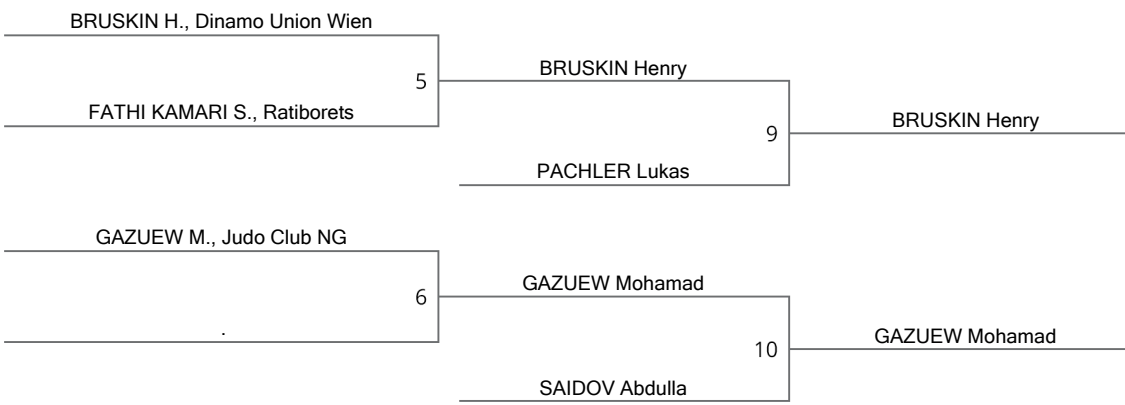 BRUSKIN H., Dinamo Union Wien
5
BRUSKIN Henry
FATHI KAMARI S., Ratiborets
9
BRUSKIN Henry
PACHLER Lukas
GAZUEW M., Judo Club NG
6
GAZUEW Mohamad
.
10
GAZUEW Mohamad
SAIDOV Abdulla